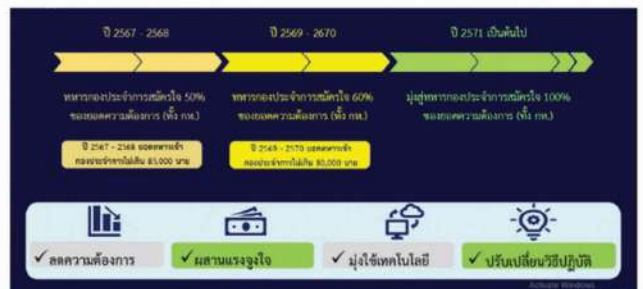 ปี 2567 - 2568
ปี 2569 - 2670
ปี 2571 เป็นต้นไป
ทหารกองประจำการสมัครใจ 50%
ของยอดความต้องการ (ทั้ง กห.)
ทหารกองประจำการสมัครใจ 60%
ของยอดความต้องการ (ทั้ง กห.)
มุ่งสู่ทหารกองประจำการสมัครใจ 100%
ของยอดความต้องการ (ทั้ง กห.)
ปี 2567 - 2568 ยอดทหารเข้า
กองประจำการไม่เกิน 85,000 นาย
ปี 2569 - 2570 ยอดทหารเข้า
กองประจำการไม่เกิน 80,000 นาย
✓ ลดความต้องการ
✓ ผสานแรงจูงใจ
✓ มุ่งใช้เทคโนโลยี
✓ ปรับเปลี่ยนวิธีปฏิบัติ
Activate Windows